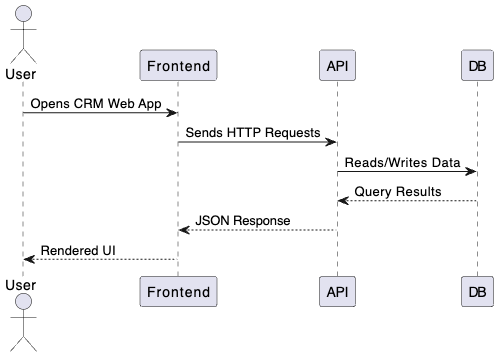 User
Frontend
API
DB
Opens CRM Web App
Sends HTTP Requests
Reads/Writes Data
Query Results
JSON Response
Rendered UI
User
Frontend
API
DB